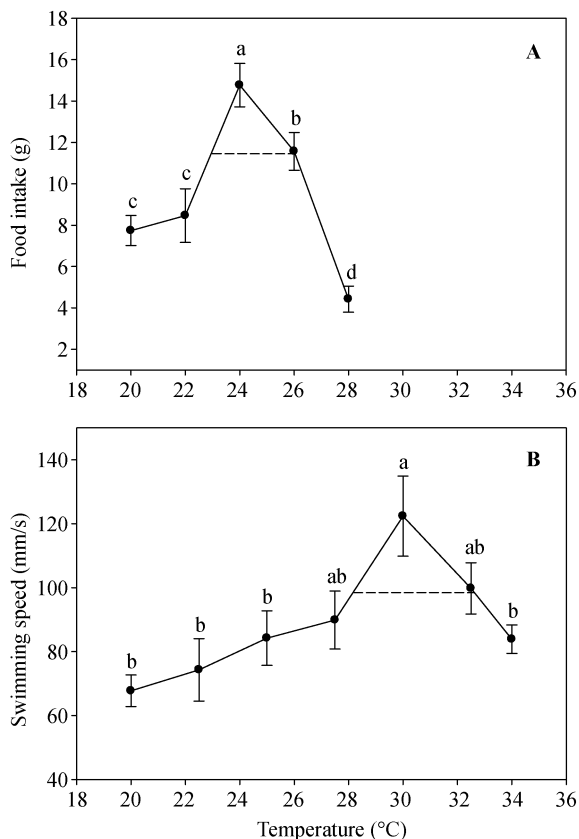 18
16
14
12
10
8
6
4
2
Food intake (g)
A
c
c
a
b
d
18 20 22 24 26 28 30 32 34 36
140
120
100
80
60
40
Swimming speed (mm/s)
B
b
b
b
ab
a
ab
b
18 20 22 24 26 28 30 32 34 36
Temperature (°C)